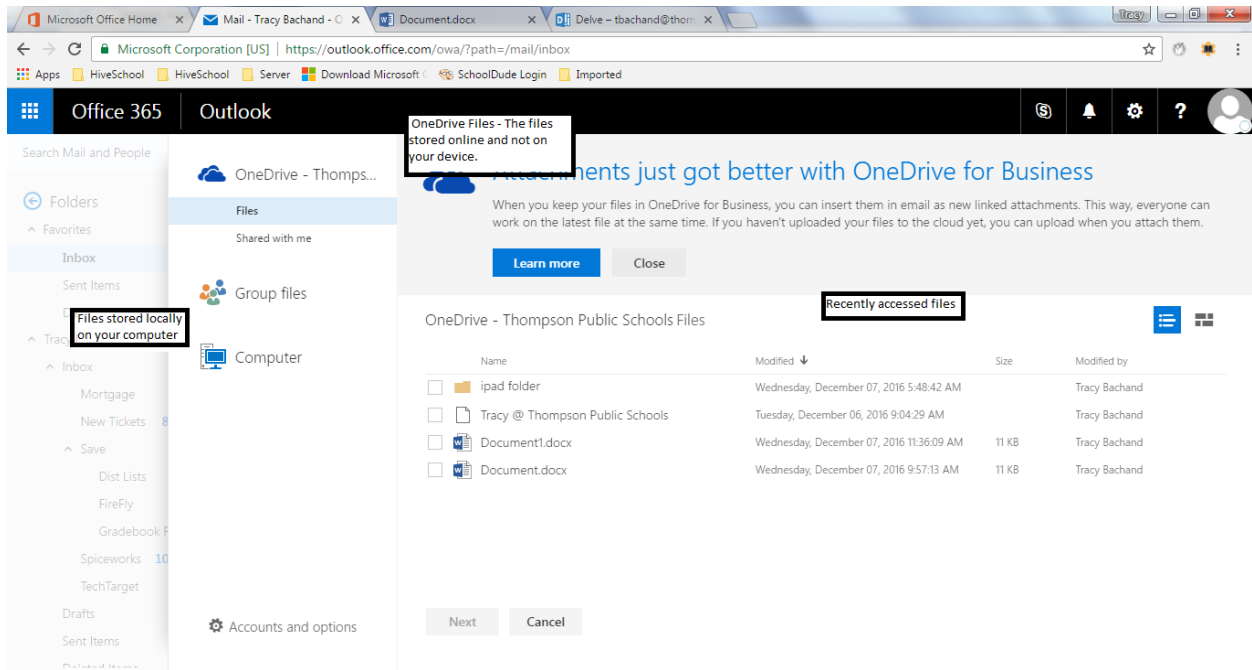 Microsoft Office Home
Mail - Tracy Bachand - O
Document.docx
Delve - tbachand@thom
Tracy
Microsoft Corporation [US] | https://outlook.office.com/owa/?path=/mail/inbox
Apps HiveSchool HiveSchool Server Download Microsoft SchoolDude Login Imported
Office 365 Outlook
?
OneDrive Files - The files
stored online and not on
your device.
Search Mail and People
Folders
Favorites
Inbox
Sent Items
D
Files stored locally
on your computer
Tracy
Inbox
Mortgage
New Tickets 8
Save
Dist Lists
FireFly
Gradebook
Spiceworks 10
TechTarget
Drafts
Sent Items
Deleted Items
OneDrive - Thomps...
Files
Shared with me
Group files
Computer
Accounts and options
Attachments just got better with OneDrive for Business
When you keep your files in OneDrive for Business, you can insert them in email as new linked attachments. This way, everyone can
work on the latest file at the same time. If you haven't uploaded your files to the cloud yet, you can upload when you attach them.
Learn more Close
Recently accessed files
OneDrive - Thompson Public Schools Files
Name Modified Size Modified by
ipad folder Wednesday, December 07, 2016 5:48:42 AM Tracy Bachand
Tracy @ Thompson Public Schools Tuesday, December 06, 2016 9:04:29 AM Tracy Bachand
Document1.docx Wednesday, December 07, 2016 11:36:09 AM 11 KB Tracy Bachand
Document.docx Wednesday, December 07, 2016 9:57:13 AM 11 KB Tracy Bachand
Next Cancel